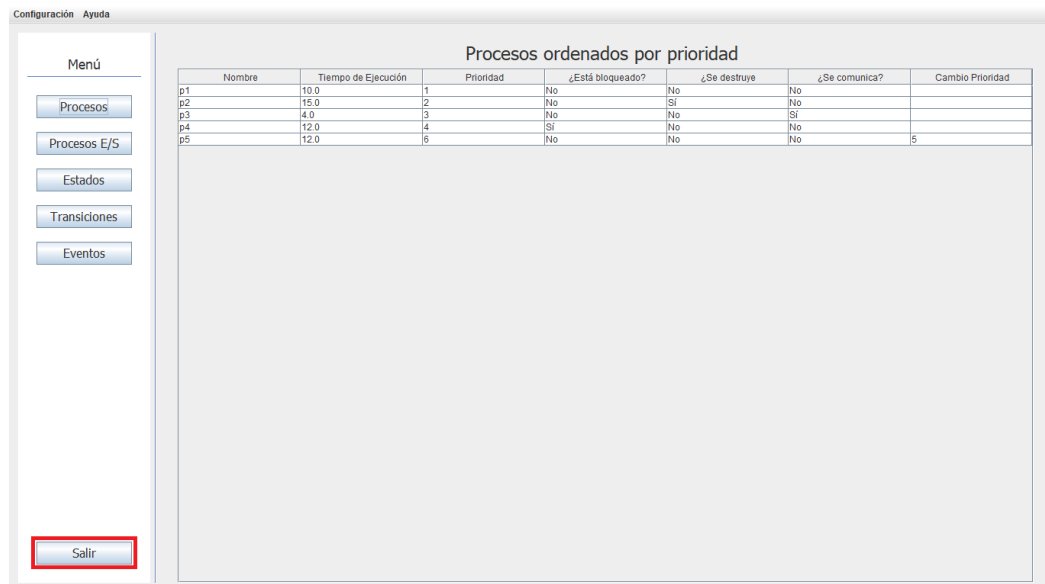 Configuración Ayuda
Menú
Procesos
Procesos E/S
Estados
Transiciones
Eventos
Salir
Procesos ordenados por prioridad
Nombre Tiempo de Ejecución Prioridad ¿Está bloqueado? ¿Se destruye ¿Se comunica? Cambio Prioridad
p1 10.0 1 No No No
p2 15.0 2 No Sí No
p3 4.0 3 No No Sí
p4 12.0 4 Sí No No
p5 12.0 6 No No No 5